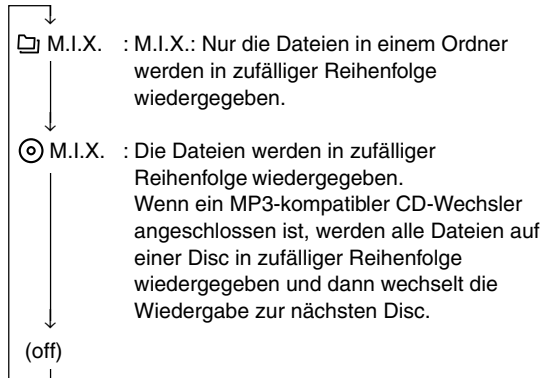 M.I.X. : M.I.X.: Nur die Dateien in einem Ordner
werden in zufälliger Reihenfolge
wiedergegeben.
M.I.X. : Die Dateien werden in zufälliger
Reihenfolge wiedergegeben.
Wenn ein MP3-kompatibler CD-Wechsler
angeschlossen ist, werden alle Dateien auf
einer Disc in zufälliger Reihenfolge
wiedergegeben und dann wechselt die
Wiedergabe zur nächsten Disc.
(off)